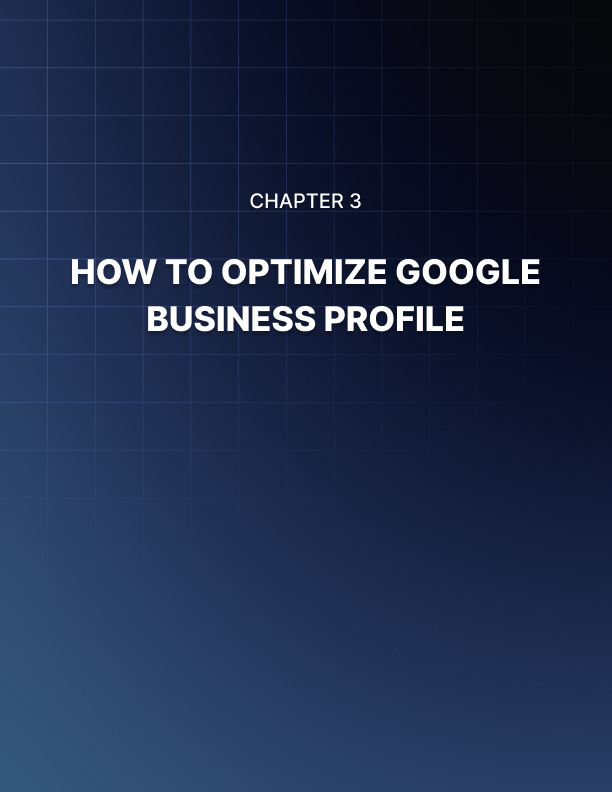 CHAPTER 3
HOW TO OPTIMIZE GOOGLE
BUSINESS PROFILE